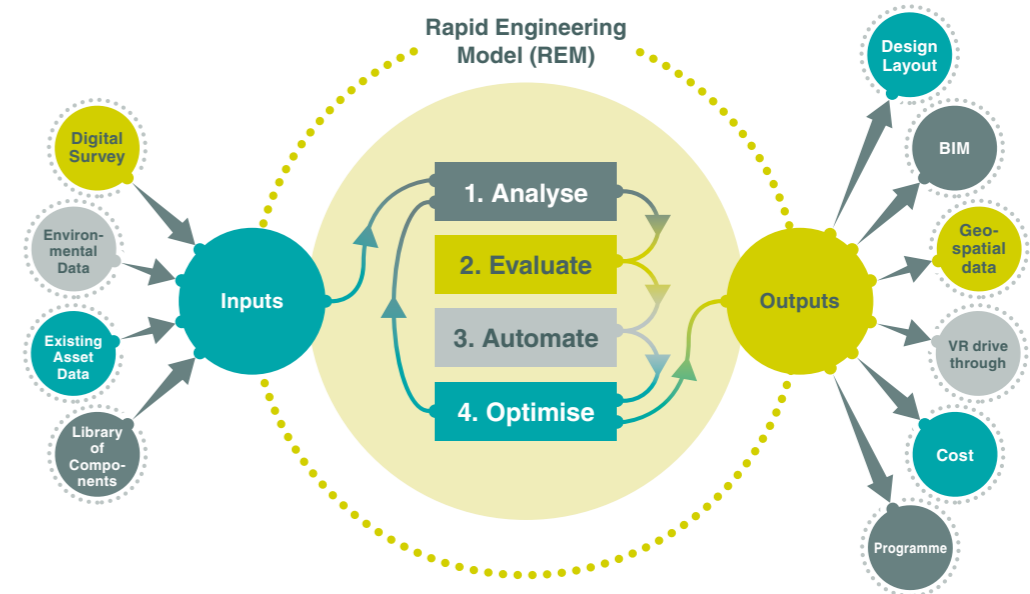 Rapid Engineering
Model (REM)
Digital
Survey
Environ-
mental
Data
Existing
Asset
Data
Library
of
Compo-
nents
Inputs
1. Analyse
2. Evaluate
3. Automate
4. Optimise
Outputs
Design
Layout
BIM
Geo-
spatial
data
VR drive
through
Cost
Programme